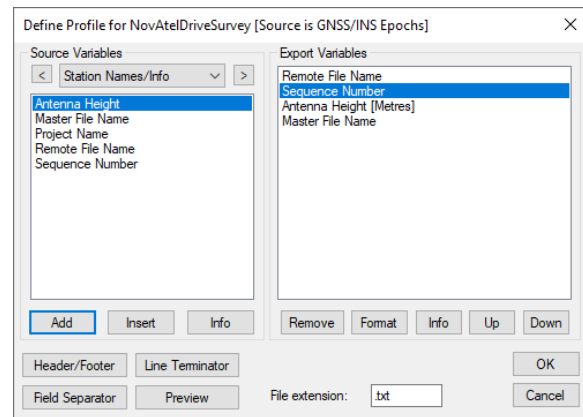 Define Profile for NovAtelDriveSurvey [Source is GNSS/INS Epochs]
Source Variables
< Station Names/Info >
Antenna Height
Master File Name
Project Name
Remote File Name
Sequence Number
Add Insert Info
Export Variables
Remote File Name
Sequence Number
Antenna Height [Metres]
Master File Name
Remove Format Info Up Down
Header/Footer Line Terminator
Field Separator Preview
File extension: .txt
OK
Cancel